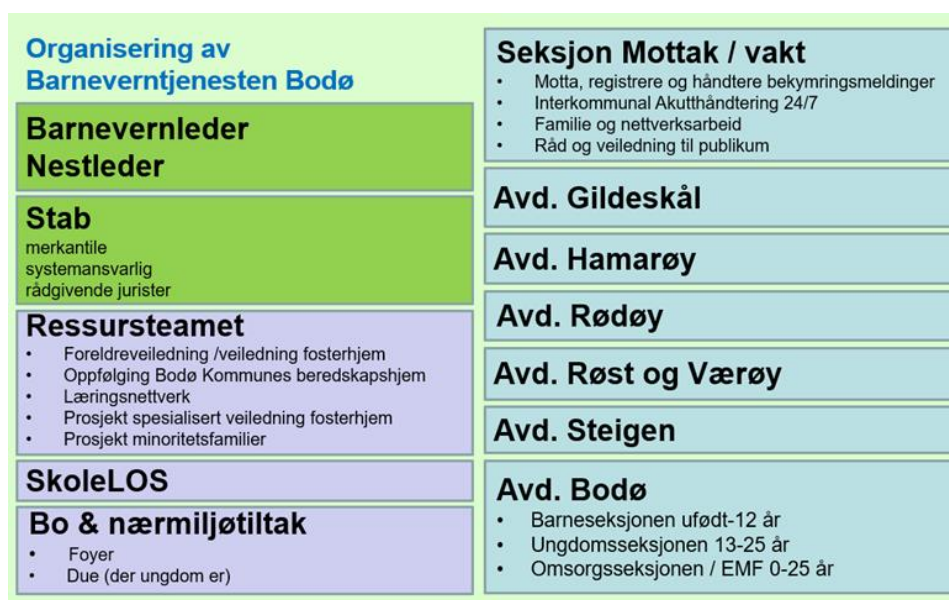 Organisering av
Barneverntjenesten Bodø
Barnevernleder
Nestleder
Stab
merkantile
systemansvarlig
rådgivende jurister
Ressursteamet
• Foreldreveiledning /veiledning fosterhjem
• Oppfølging Bodø Kommunes beredskapshjem
• Læringsnettverk
• Prosjekt spesialisert veiledning fosterhjem
• Prosjekt minoritetsfamilier
SkoleLOS
Bo & nærmiljøtiltak
• Foyer
• Due (der ungdom er)
Seksjon Mottak / vakt
• Motta, registrere og håndtere bekymringsmeldinger
• Interkommunal Akutthåndtering 24/7
• Familie og nettverksarbeid
• Råd og veiledning til publikum
Avd. Gildeskål
Avd. Hamarøy
Avd. Rødøy
Avd. Røst og Værøy
Avd. Steigen
Avd. Bodø
• Barneseksjonen ufødt-12 år
• Ungdomsseksjonen 13-25 år
• Omsorgsseksjonen / EMF 0-25 år